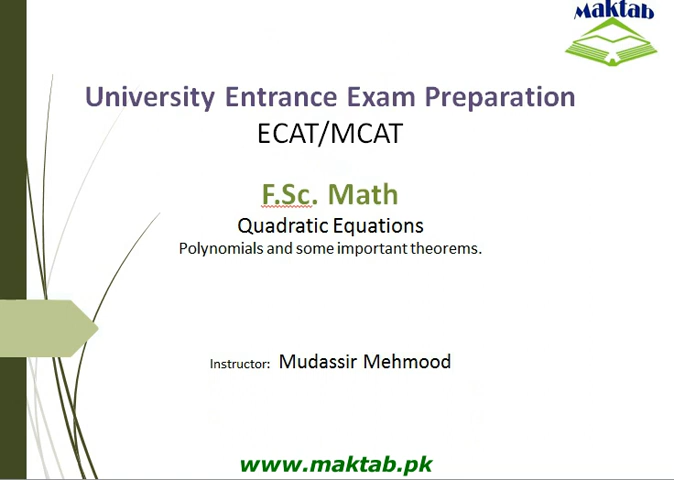 Maktab
University Entrance Exam Preparation
ECAT/MCAT
F.Sc. Math
Quadratic Equations
Polynomials and some important theorems.
Instructor: Mudassir Mehmood
www.maktab.pk